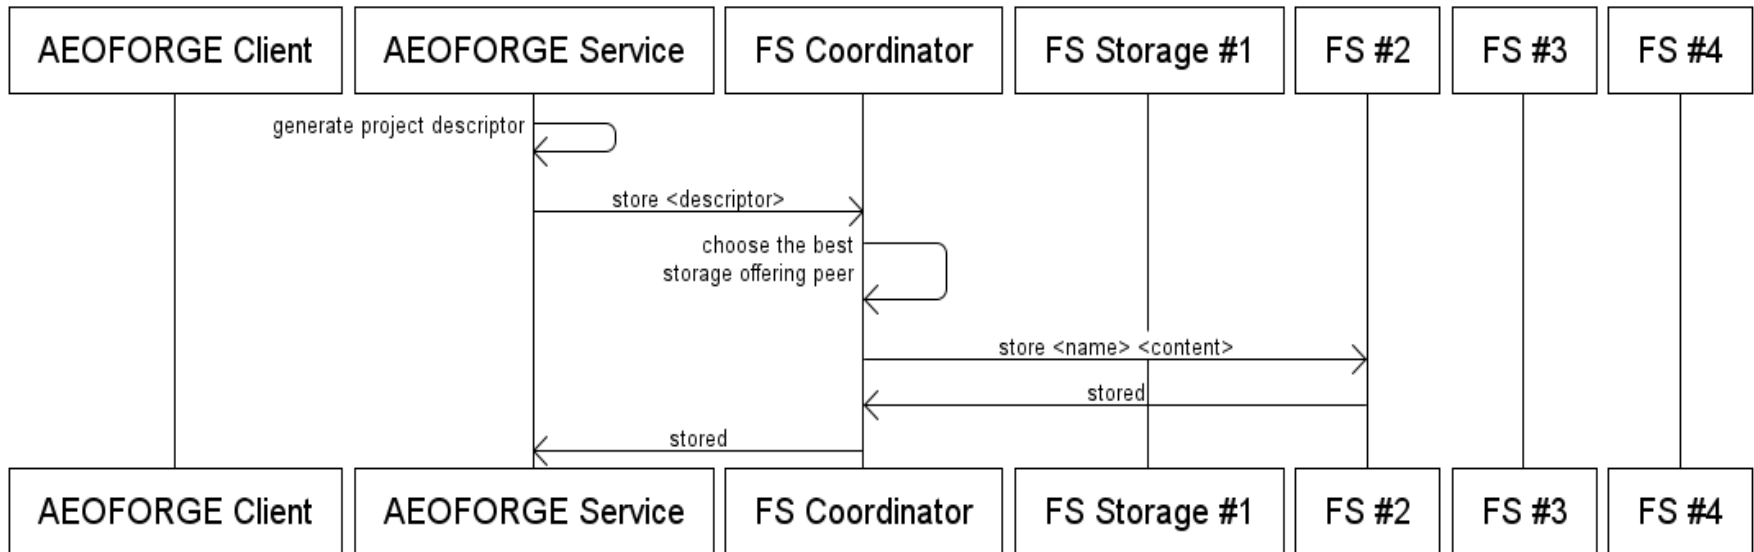 AEOFORGE Client
AEOFORGE Service
FS Coordinator
FS Storage #1
FS #2
FS #3
FS #4
generate project descriptor
store <descriptor>
choose the best
storage offering peer
store <name> <content>
stored
stored
AEOFORGE Client
AEOFORGE Service
FS Coordinator
FS Storage #1
FS #2
FS #3
FS #4